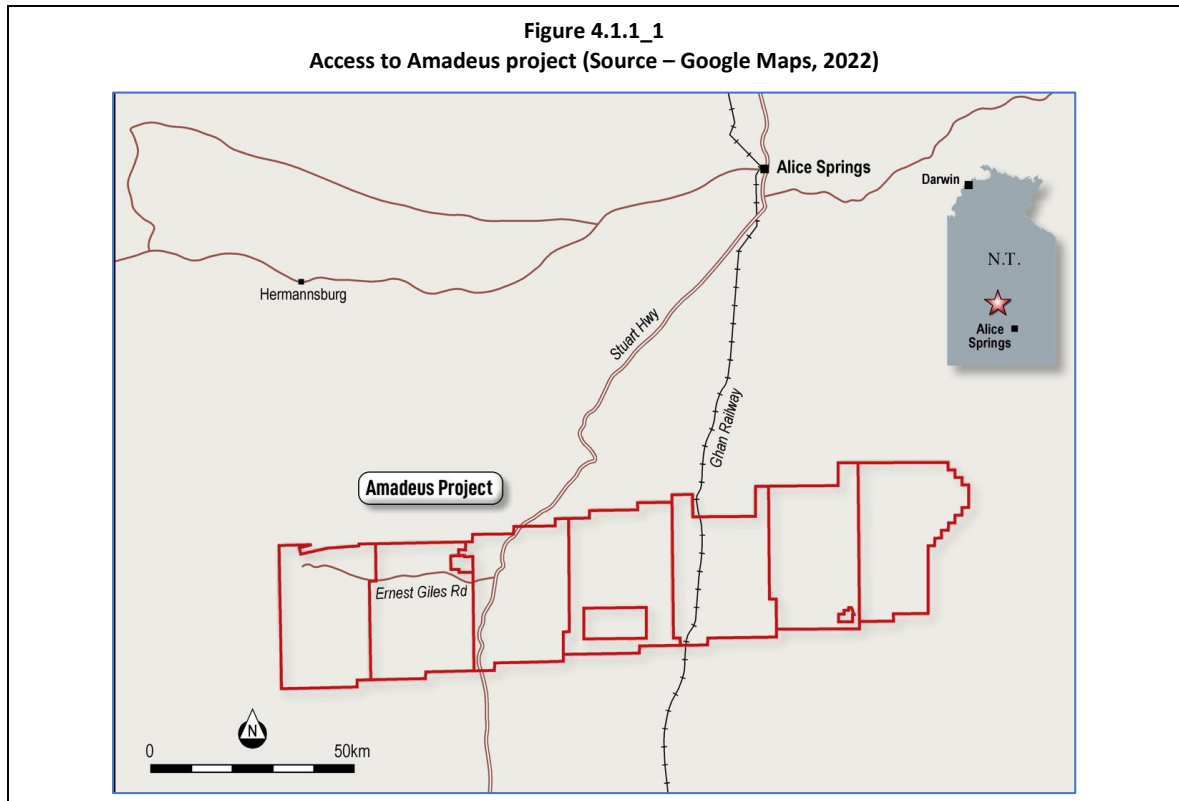 Figure 4.1.1_1
Access to Amadeus project (Source – Google Maps, 2022)
Alice Springs
Darwin
N.T.
Alice
Springs
Hermannsburg
Stuart Hwy
Ghan Railway
Amadeus Project
Ernest Giles Rd
N
0
50km